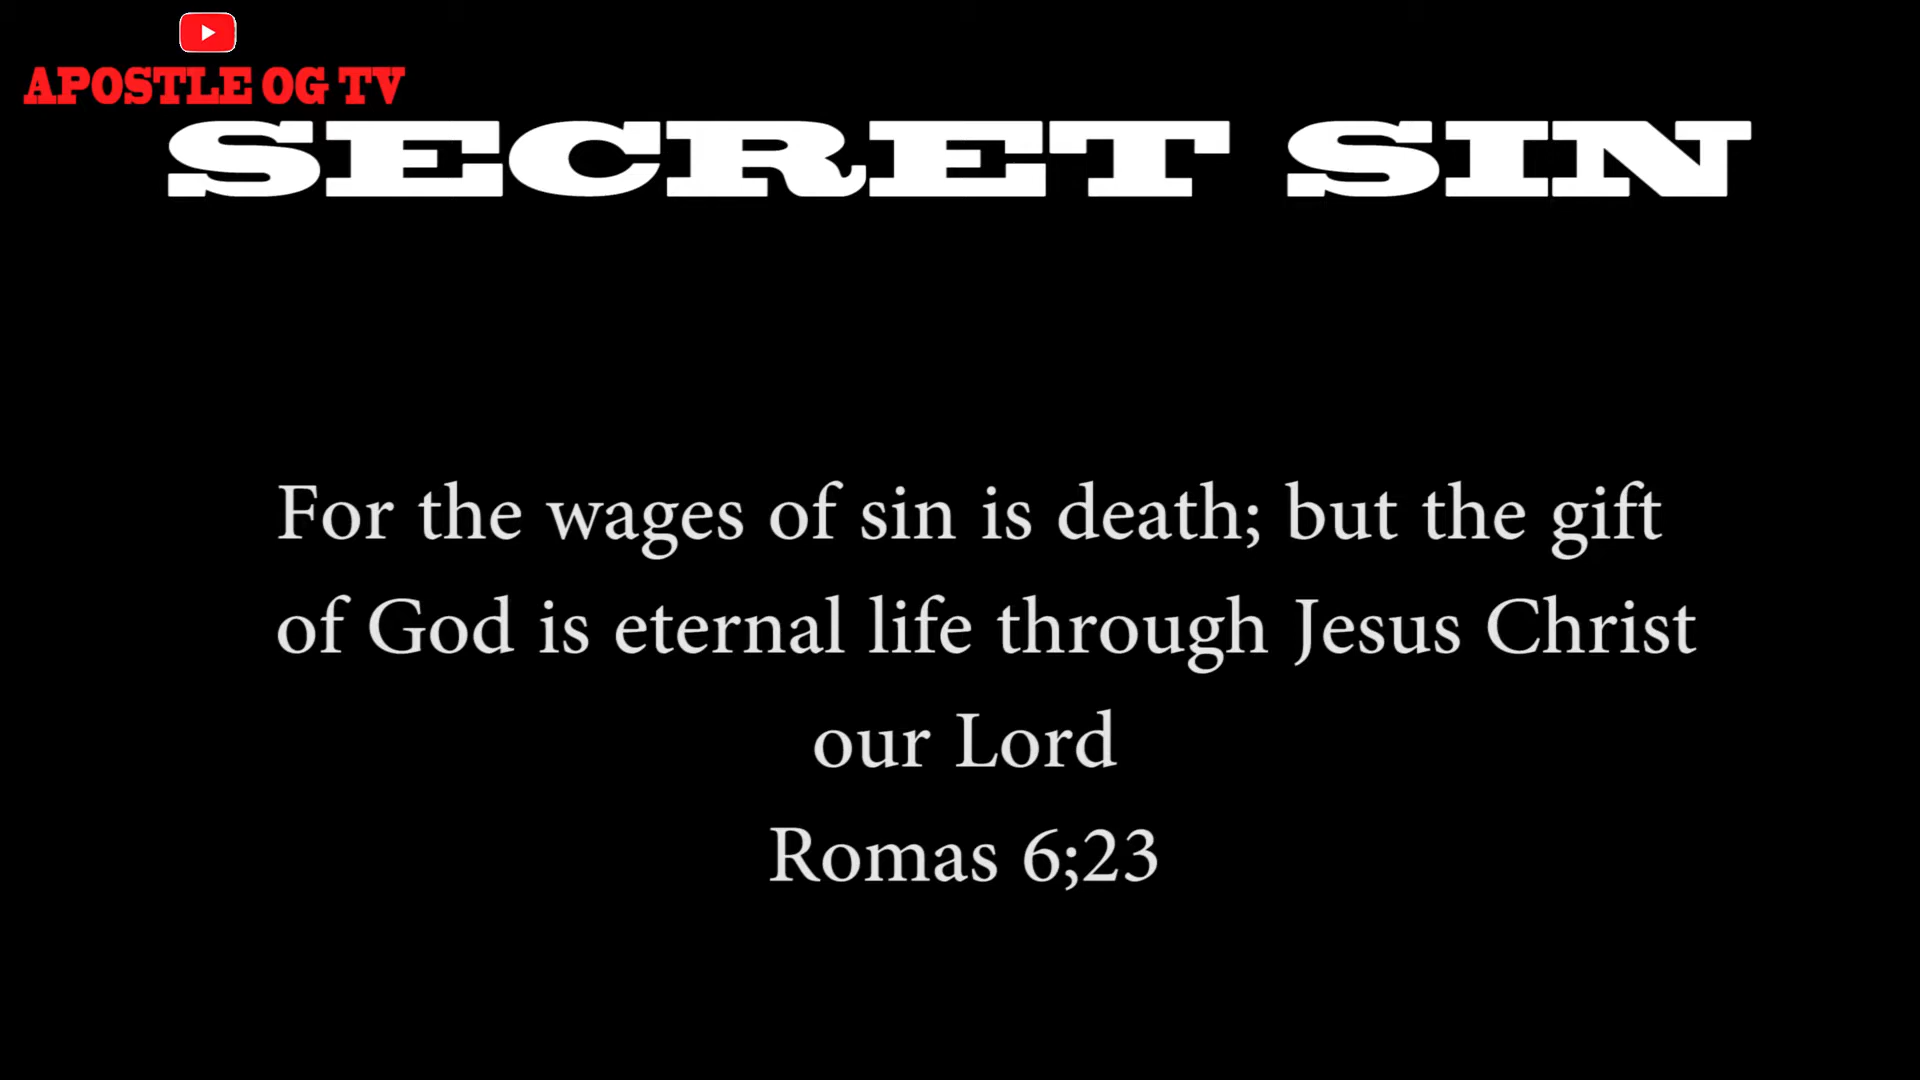 APOSTLE OG TV
SECRET SIN
For the wages of sin is death; but the gift
of God is eternal life through Jesus Christ
our Lord
Romas 6;23